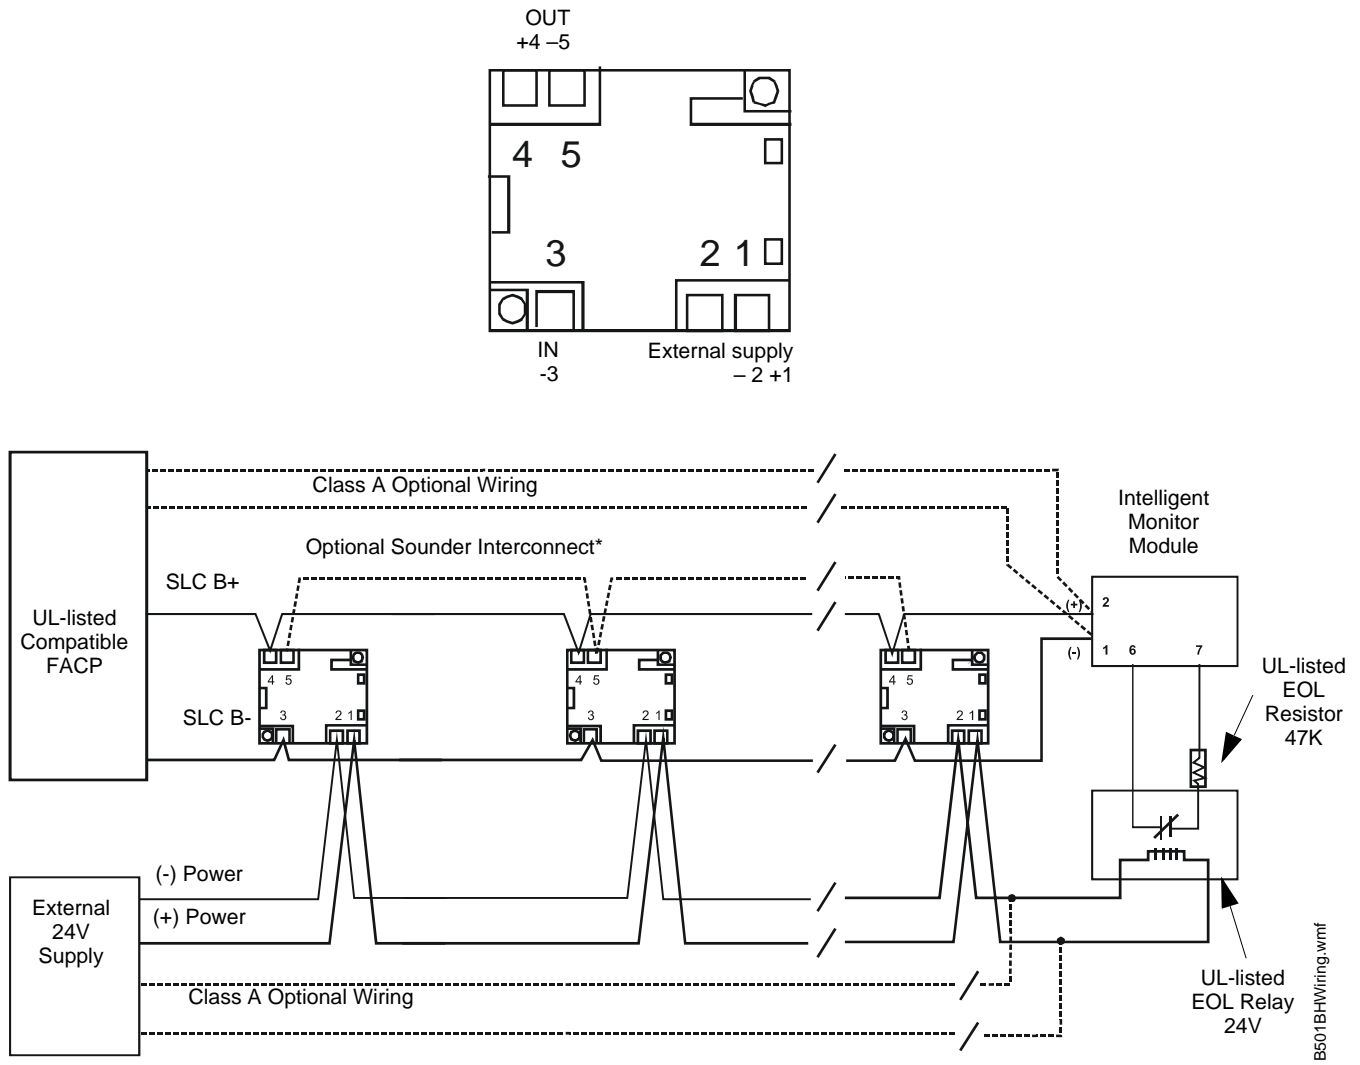 OUT
+4 –5
4 5
3
2 1
IN
-3
External supply
– 2 +1
Class A Optional Wiring
Optional Sounder Interconnect*
SLC B+
UL-listed
Compatible
FACP
SLC B-
4 5
3
2 1
4 5
3
2 1
4 5
3
2 1
Intelligent
Monitor
Module
(+)
2
(-)
1 6 7
UL-listed
EOL
Resistor
47K
(-) Power
(+) Power
External
24V
Supply
Class A Optional Wiring
UL-listed
EOL Relay
24V
B501BHWiring.wmf